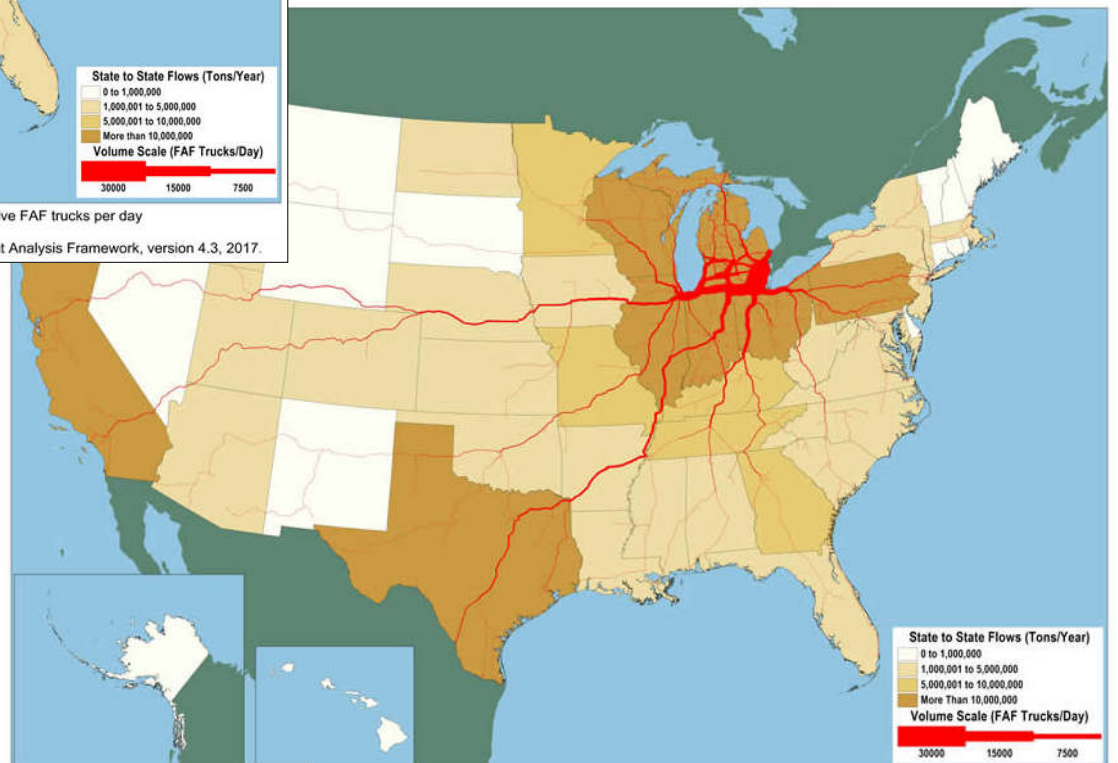 State to State Flows (Tons/Year)
0 to 1,000,000
1,000,001 to 5,000,000
5,000,001 to 10,000,000
More than 10,000,000
Volume Scale (FAF Trucks/Day)
30000 15000 7500
ive FAF trucks per day
t Analysis Framework, version 4.3, 2017.
State to State Flows (Tons/Year)
0 to 1,000,000
1,000,001 to 5,000,000
5,000,001 to 10,000,000
More Than 10,000,000
Volume Scale (FAF Trucks/Day)
30000 15000 7500